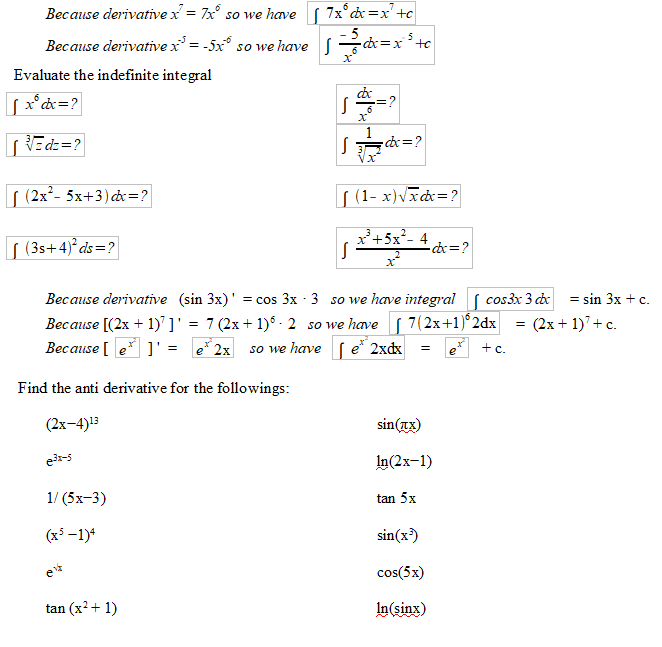 Because derivative x⁷ = 7x⁶ so we have ∫ 7x⁶ dx = x⁷ + c
Because derivative x⁻⁵ = -5x⁻⁶ so we have ∫ -5/x⁶ dx = x⁻⁵ + c
Evaluate the indefinite integral
∫ x⁶ dx = ? ∫ dx/x⁶ = ?
∫ ∛z dz = ? ∫ 1/∛x² dx = ?
∫ (2x² - 5x + 3) dx = ? ∫ (1 - x)√x dx = ?
∫ (3s + 4)² ds = ? ∫ (x³ + 5x² - 4)/x² dx = ?
Because derivative (sin 3x)' = cos 3x · 3 so we have integral ∫ cos3x 3 dx = sin 3x + c.
Because [(2x + 1)⁷ ]' = 7 (2x + 1)⁶ · 2 so we have ∫ 7(2x+1)⁶ 2dx = (2x + 1)⁷ + c.
Because [ e^x² ]' = e^x² 2x so we have ∫ e^x² 2xdx = e^x² + c.
Find the anti derivative for the followings:
(2x−4)¹³ sin(πx)
e³ˣ⁻⁵ ln(2x−1)
1/ (5x−3) tan 5x
(x⁵ −1)⁴ sin(x³)
e^√x cos(5x)
tan (x² + 1) ln(sinx)